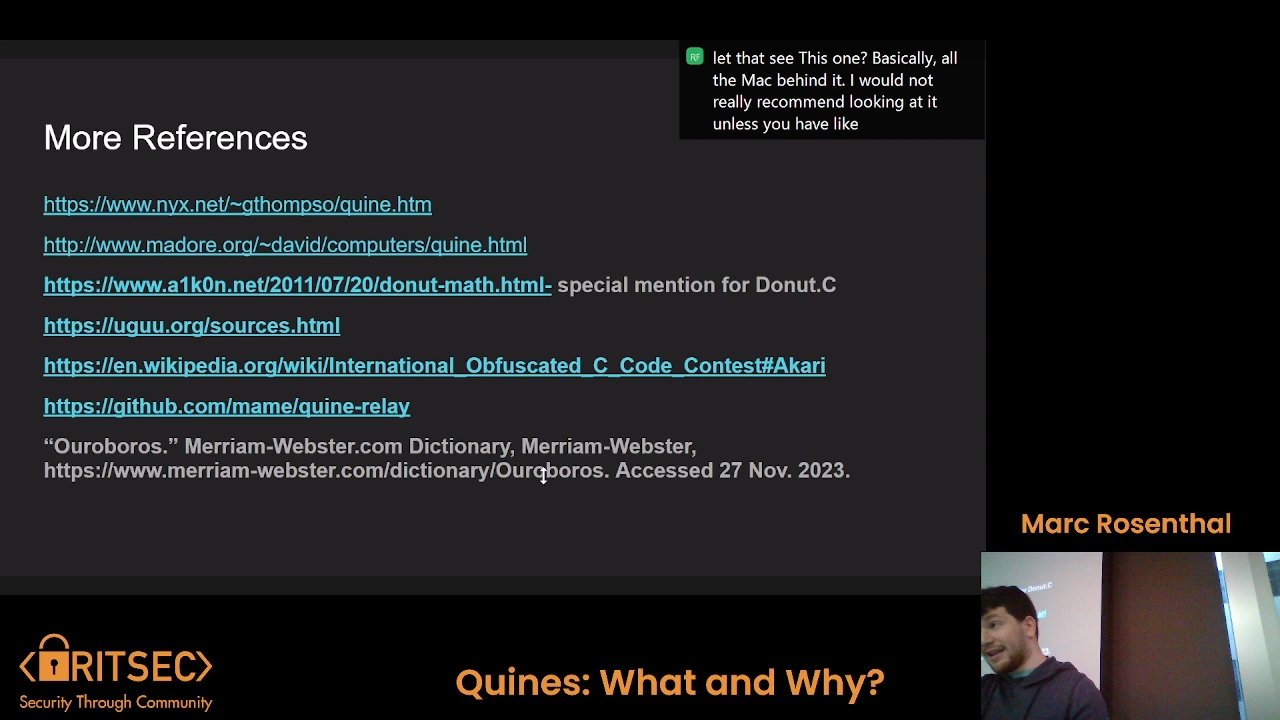 RF
let that see This one? Basically, all
the Mac behind it. I would not
really recommend looking at it
unless you have like
More References
https://www.nyx.net/~gthompso/quine.htm
http://www.madore.org/~david/computers/quine.html
https://www.a1k0n.net/2011/07/20/donut-math.html- special mention for Donut.C
https://uguu.org/sources.html
https://en.wikipedia.org/wiki/International_Obfuscated_C_Code_Contest#Akari
https://github.com/mame/quine-relay
“Ouroboros.” Merriam-Webster.com Dictionary, Merriam-Webster,
https://www.merriam-webster.com/dictionary/Ouroboros. Accessed 27 Nov. 2023.
Marc Rosenthal
Donut.C
<RITSEC>
Security Through Community
Quines: What and Why?